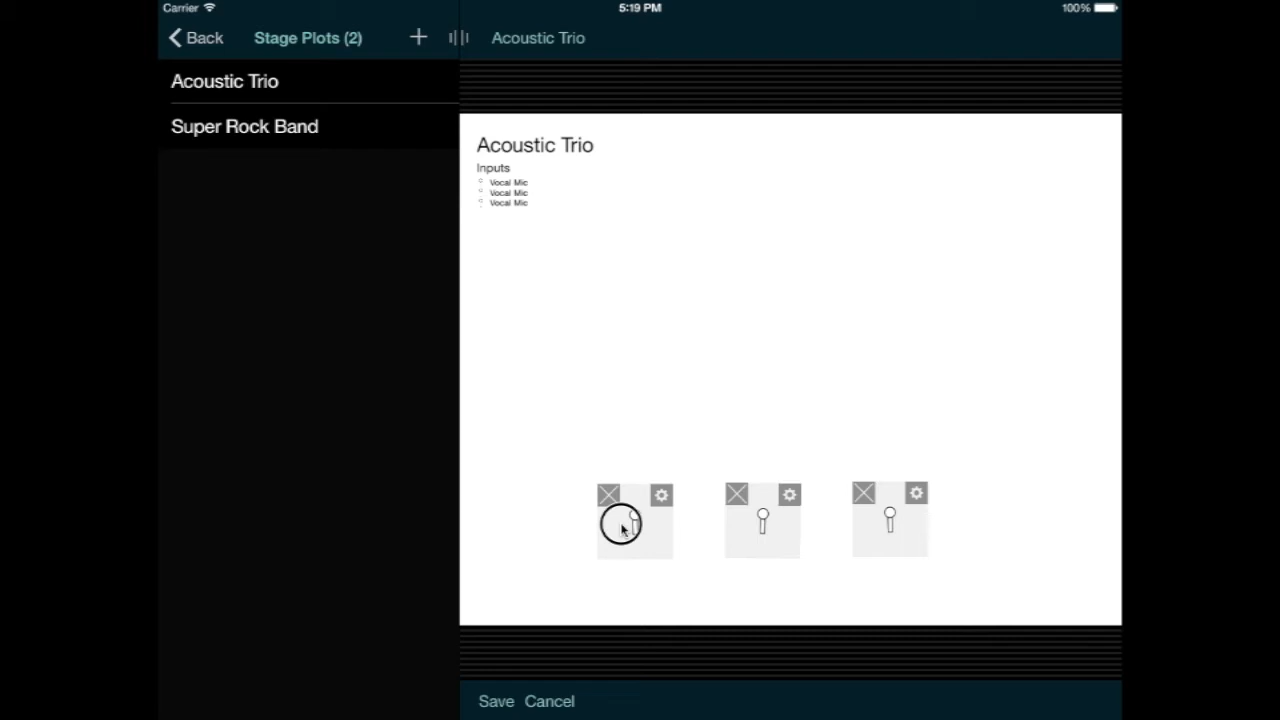 Carrier 5:19 PM 100%
Back Stage Plots (2) + Acoustic Trio
Acoustic Trio
Super Rock Band
Acoustic Trio
Inputs
Vocal Mic
Vocal Mic
Vocal Mic
Save Cancel